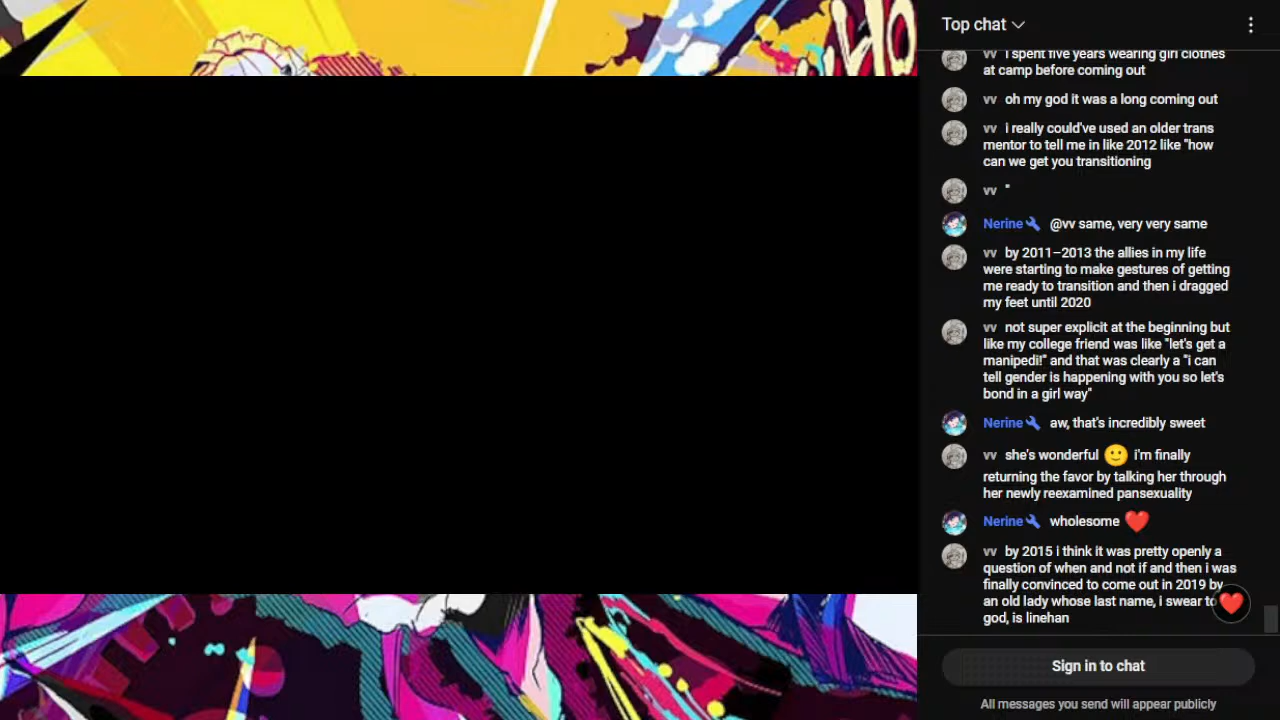 Top chat
vv i spent five years wearing girl clothes
at camp before coming out
vv oh my god it was a long coming out
vv i really could've used an older trans
mentor to tell me in like 2012 like "how
can we get you transitioning
vv "
Nerine @vv same, very very same
vv by 2011–2013 the allies in my life
were starting to make gestures of getting
me ready to transition and then i dragged
my feet until 2020
vv not super explicit at the beginning but
like my college friend was like "let's get a
manipedi!" and that was clearly a "i can
tell gender is happening with you so let's
bond in a girl way"
Nerine aw, that's incredibly sweet
vv she's wonderful 🙂 i'm finally
returning the favor by talking her through
her newly reexamined pansexuality
Nerine wholesome ❤️
vv by 2015 i think it was pretty openly a
question of when and not if and then i was
finally convinced to come out in 2019 by
an old lady whose last name, i swear to
god, is linehan
Sign in to chat
All messages you send will appear publicly